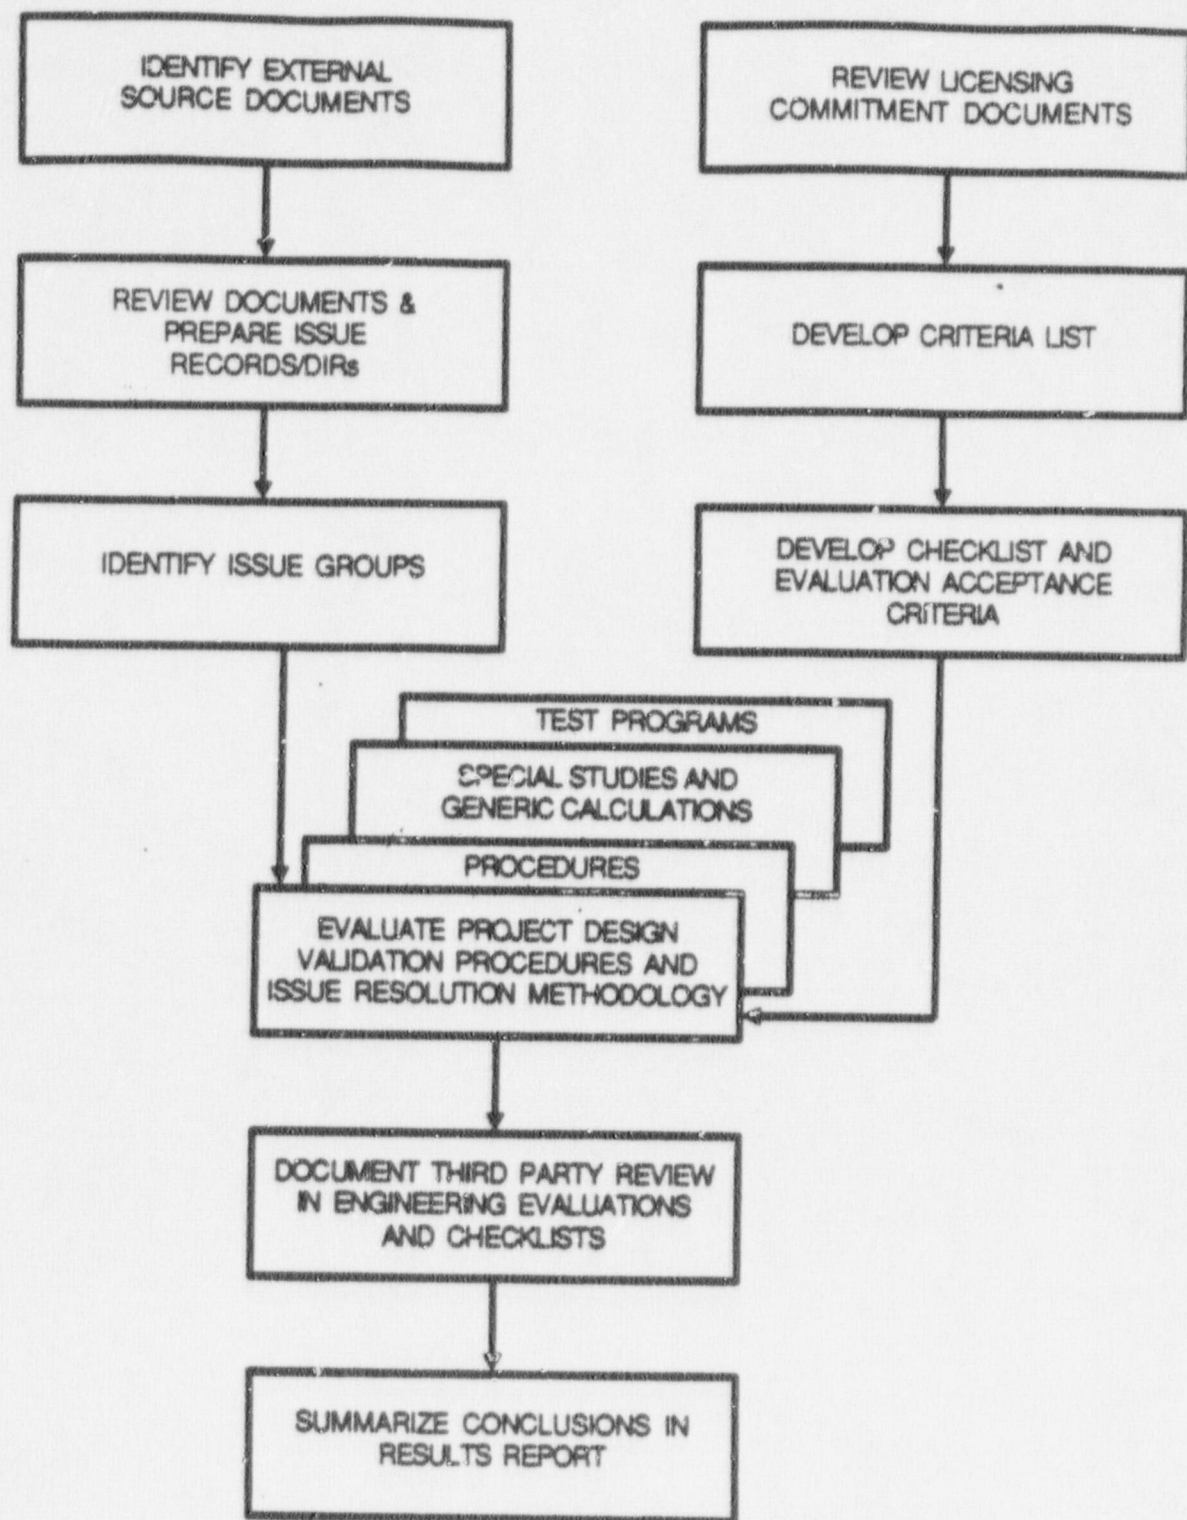 IDENTIFY EXTERNAL
SOURCE DOCUMENTS
REVIEW DOCUMENTS &
PREPARE ISSUE
RECORDS/DIRs
IDENTIFY ISSUE GROUPS
REVIEW LICENSING
COMMITMENT DOCUMENTS
DEVELOP CRITERIA LIST
DEVELOP CHECKLIST AND
EVALUATION ACCEPTANCE
CRITERIA
TEST PROGRAMS
SPECIAL STUDIES AND
GENERIC CALCULATIONS
PROCEDURES
EVALUATE PROJECT DESIGN
VALIDATION PROCEDURES AND
ISSUE RESOLUTION METHODOLOGY
DOCUMENT THIRD PARTY REVIEW
IN ENGINEERING EVALUATIONS
AND CHECKLISTS
SUMMARIZE CONCLUSIONS IN
RESULTS REPORT